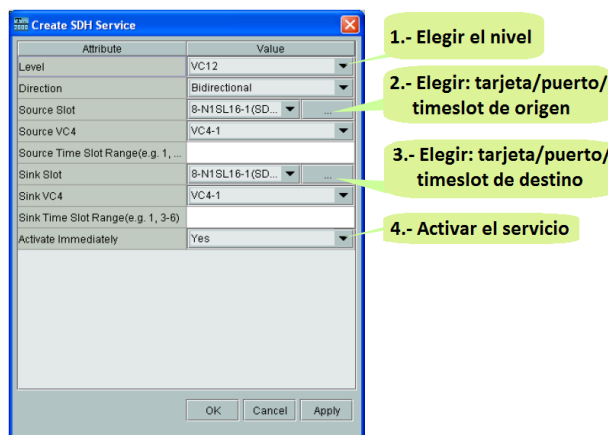 Create SDH Service
Attribute Value
Level VC12
Direction Bidirectional
Source Slot 8-N1SL16-1(SD... ...
Source VC4 VC4-1
Source Time Slot Range(e.g. 1, ...
Sink Slot 8-N1SL16-1(SD... ...
Sink VC4 VC4-1
Sink Time Slot Range(e.g. 1, 3-6)
Activate Immediately Yes
OK Cancel Apply
1.- Elegir el nivel
2.- Elegir: tarjeta/puerto/
timeslot de origen
3.- Elegir: tarjeta/puerto/
timeslot de destino
4.- Activar el servicio